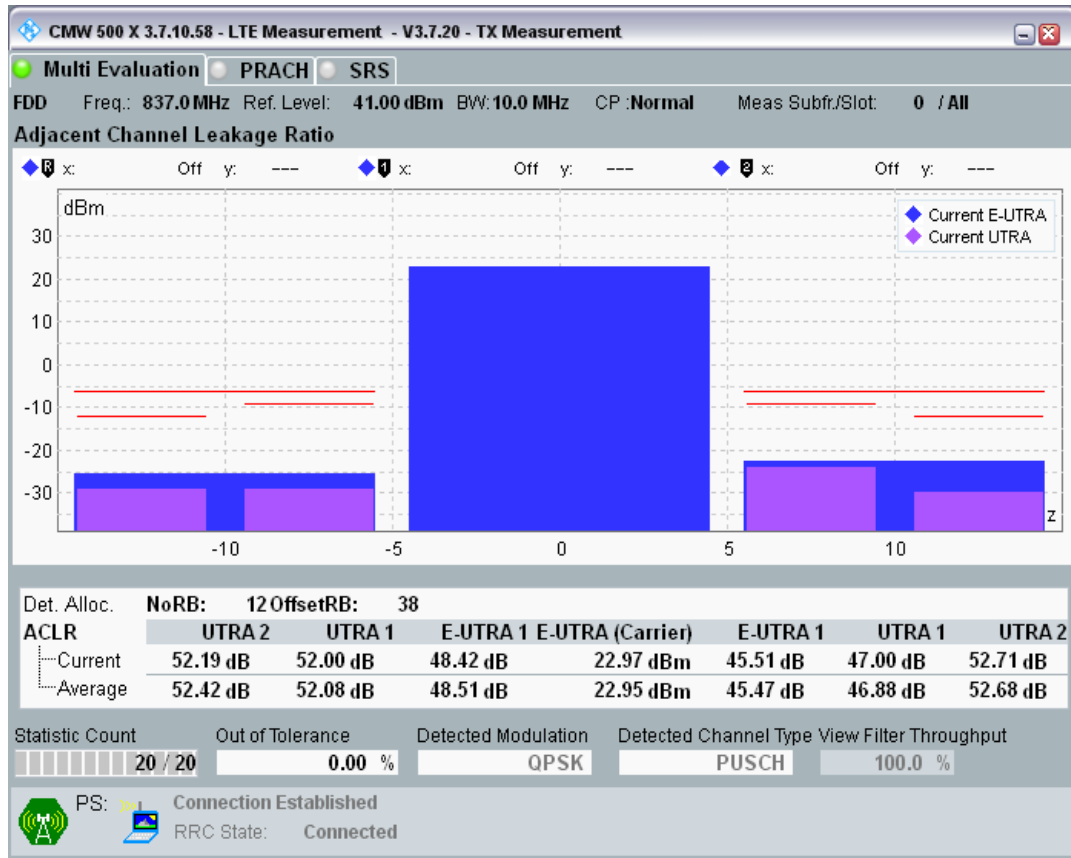 CMW 500 X 3.7.10.58 - LTE Measurement - V3.7.20 - TX Measurement
Multi Evaluation PRACH SRS
FDD Freq.: 837.0 MHz Ref. Level: 41.00 dBm BW: 10.0 MHz CP :Normal Meas Subfr./Slot: 0 / All
Adjacent Channel Leakage Ratio
R x: Off y: --- 1 x: Off y: --- 2 x: Off y: ---
dBm
Current E-UTRA
Current UTRA
30
20
10
0
-10
-20
-30
z
-10 -5 0 5 10
Det. Alloc. NoRB: 12 OffsetRB: 38
ACLR UTRA 2 UTRA 1 E-UTRA 1 E-UTRA (Carrier) E-UTRA 1 UTRA 1 UTRA 2
Current 52.19 dB 52.00 dB 48.42 dB 22.97 dBm 45.51 dB 47.00 dB 52.71 dB
Average 52.42 dB 52.08 dB 48.51 dB 22.95 dBm 45.47 dB 46.88 dB 52.68 dB
Statistic Count Out of Tolerance Detected Modulation Detected Channel Type View Filter Throughput
20 / 20 0.00 % QPSK PUSCH 100.0 %
PS: Connection Established
RRC State: Connected